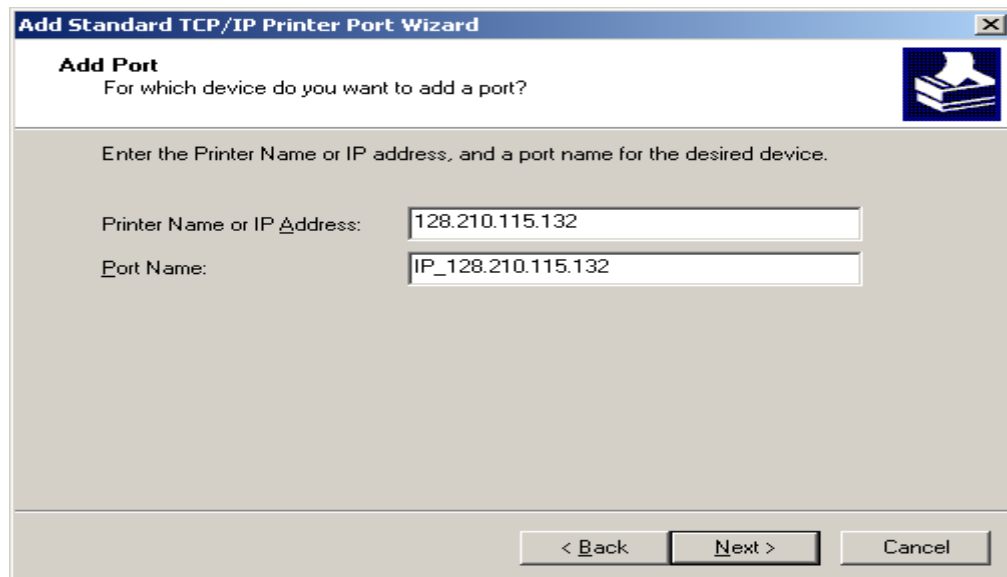 Add Standard TCP/IP Printer Port Wizard
Add Port
For which device do you want to add a port?
Enter the Printer Name or IP address, and a port name for the desired device.
Printer Name or IP Address: 128.210.115.132
Port Name: IP_128.210.115.132
< Back Next > Cancel